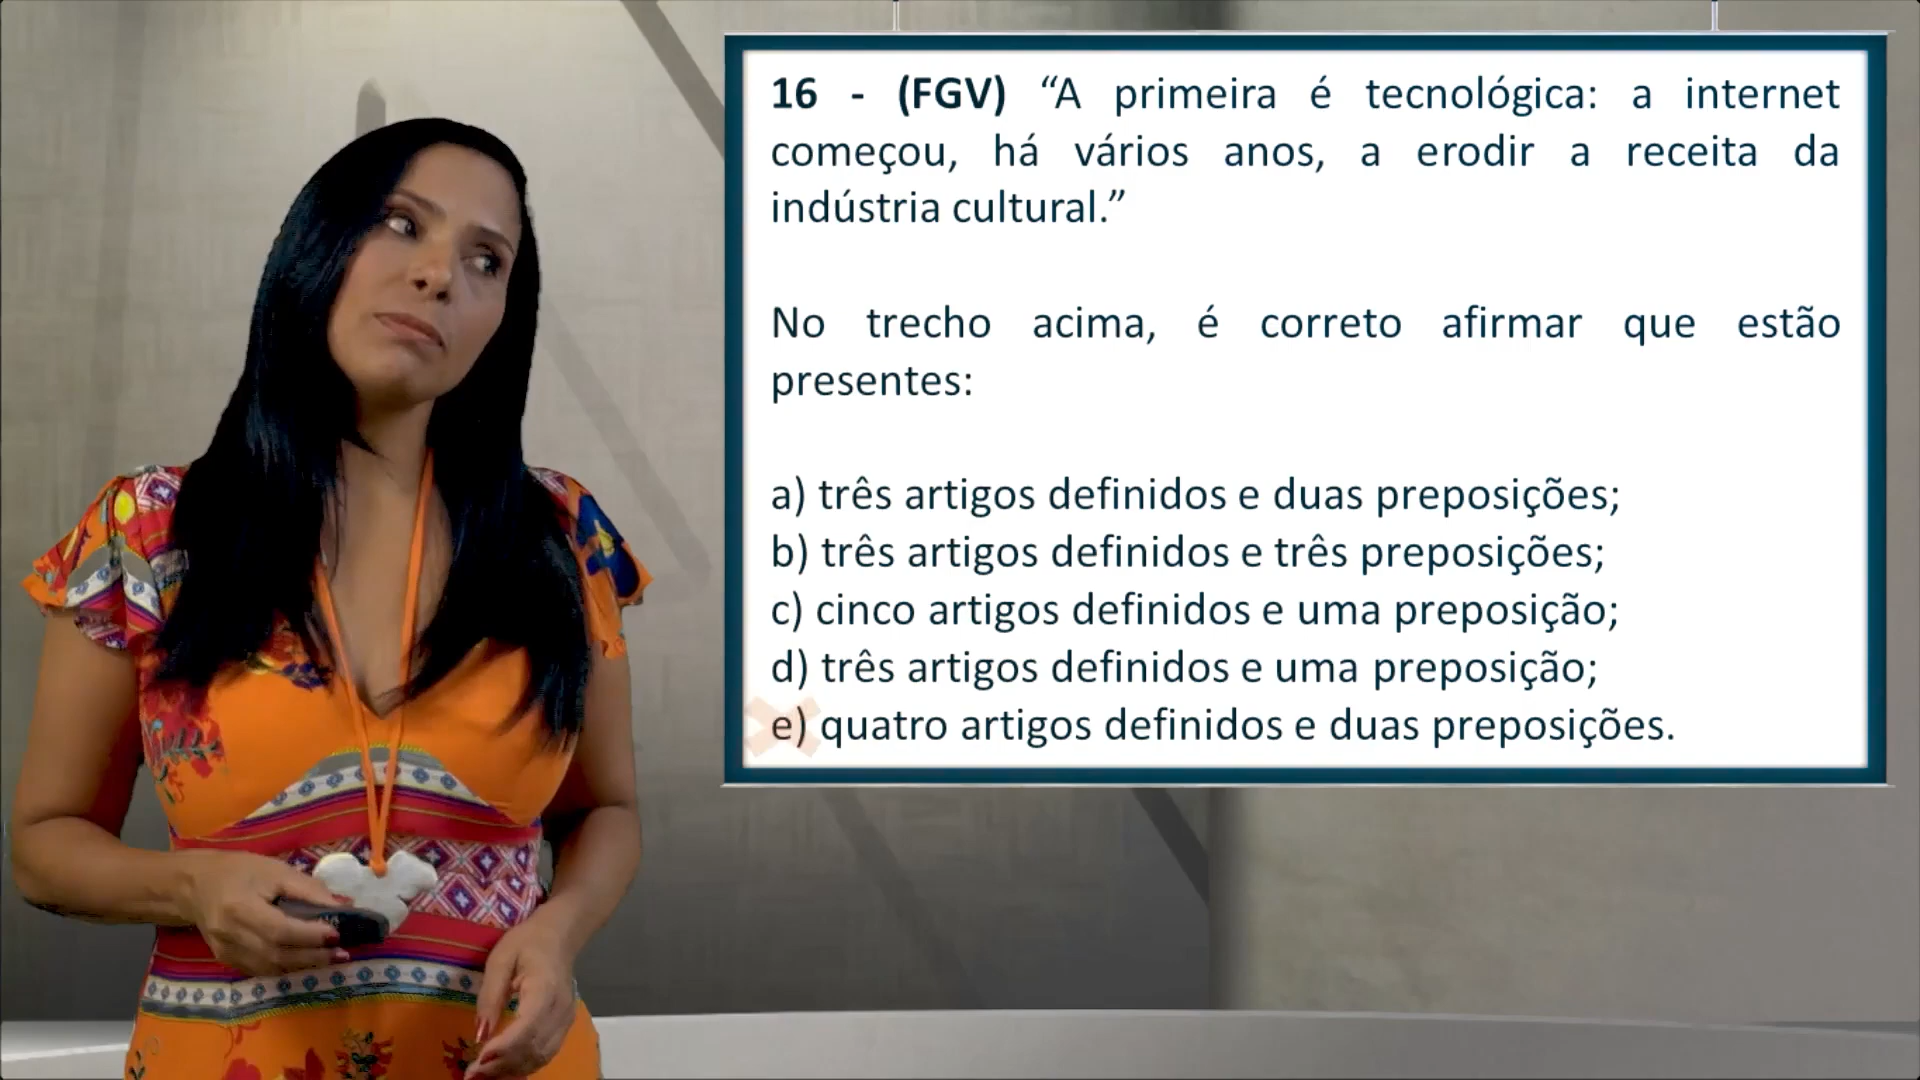 16 - (FGV) “A primeira é tecnológica: a internet
começou, há vários anos, a erodir a receita da
indústria cultural.”
No trecho acima, é correto afirmar que estão
presentes:
a) três artigos definidos e duas preposições;
b) três artigos definidos e três preposições;
c) cinco artigos definidos e uma preposição;
d) três artigos definidos e uma preposição;
e) quatro artigos definidos e duas preposições.